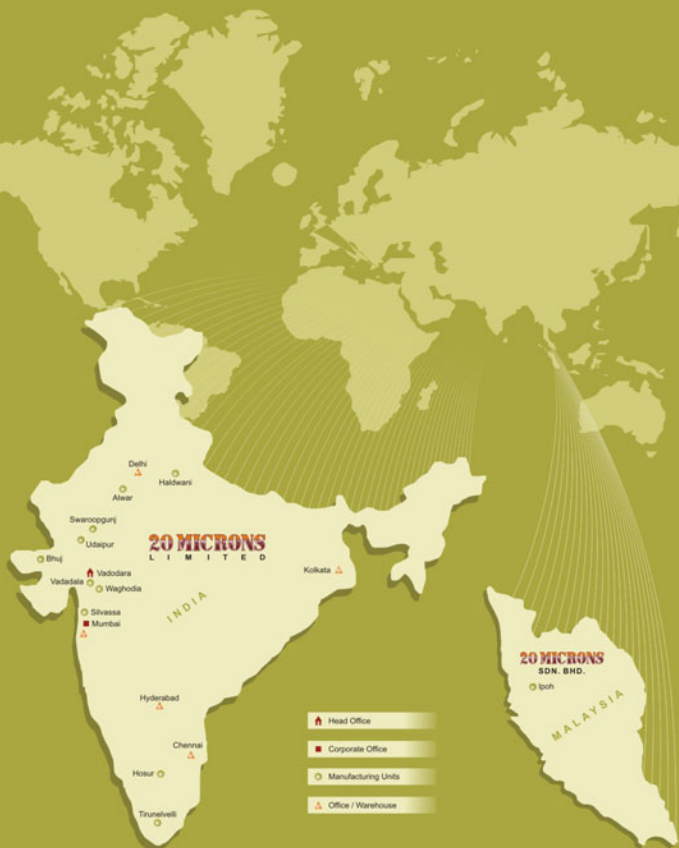 Delhi
Haldwani
Alwar
Swaroopgunj
Udaipur
20 MICRONS
LIMITED
Bhuj
Vadodara
Kolkata
Vadadala
Waghodia
INDIA
Silvassa
Mumbai
20 MICRONS
SDN. BHD.
Ipoh
MALAYSIA
Hyderabad
Chennai
Hosur
Tirunelvelli
Head Office
Corporate Office
Manufacturing Units
Office / Warehouse